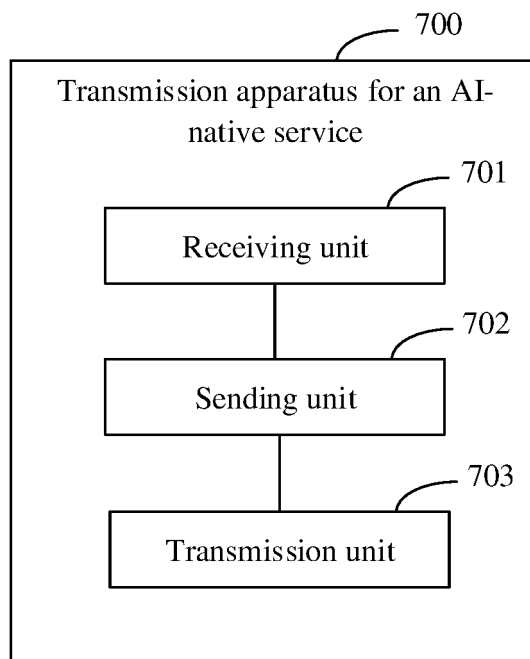 700
Transmission apparatus for an AI-
native service
701
Receiving unit
702
Sending unit
703
Transmission unit